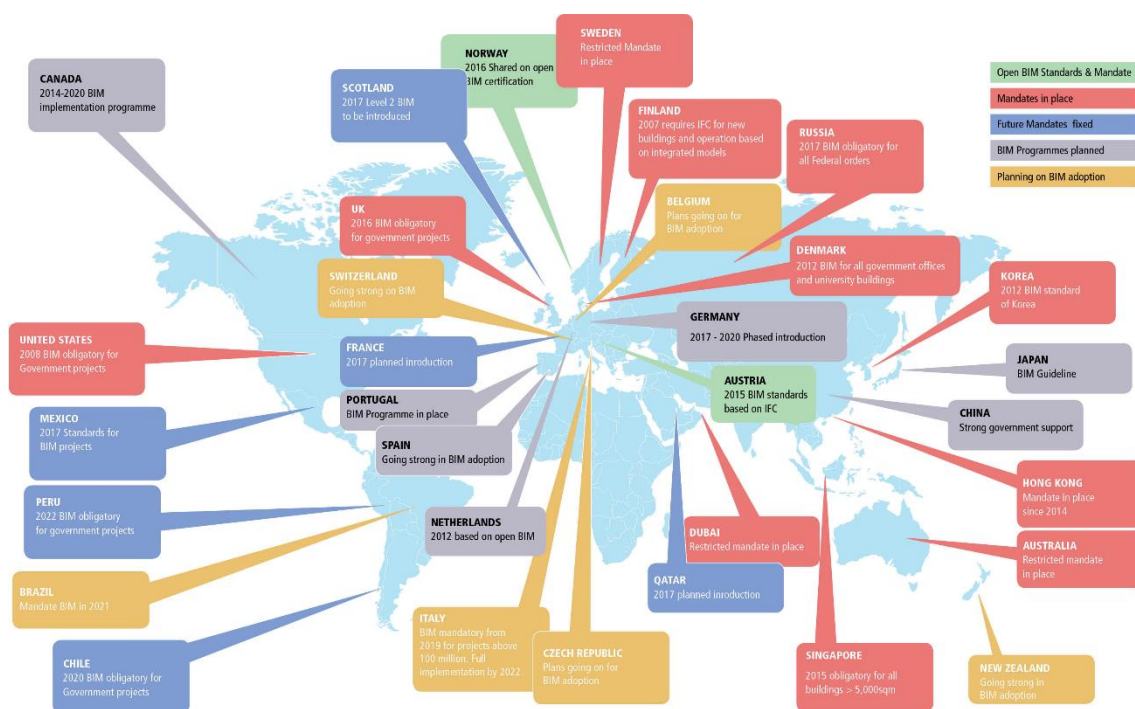 SWEDEN
Restricted Mandate
in place
NORWAY
2016 Shared on open
BIM certification
CANADA
2014-2020 BIM
implementation programme
SCOTLAND
2017 Level 2 BIM
to be introduced
FINLAND
2007 requires IFC for new
buildings and operation based
on integrated models
RUSSIA
2017 BIM obligatory for
all Federal orders
Open BIM Standards & Mandate
Mandates in place
Future Mandates fixed
BIM Programmes planned
Planning on BIM adoption
UK
2016 BIM obligatory
for government projects
BELGIUM
Plans going on for
BIM adoption
SWITZERLAND
Going strong on BIM
adoption
DENMARK
2012 BIM for all government offices
and university buildings
KOREA
2012 BIM standard
of Korea
GERMANY
2017 - 2020 Phased introduction
UNITED STATES
2008 BIM obligatory for
Government projects
FRANCE
2017 planned inroduction
JAPAN
BIM Guideline
AUSTRIA
2015 BIM standards
based on IFC
PORTUGAL
BIM Programme in place
MEXICO
2017 Standards for
BIM projects
CHINA
Strong government support
SPAIN
Going strong in BIM adoption
HONG KONG
Mandate in place
since 2014
PERU
2022 BIM obligatory
for government projects
NETHERLANDS
2012 based on open BIM
DUBAI
Restricted mandate in place
AUSTRALIA
Restricted mandate
in place
BRAZIL
Mandate BIM in 2021
QATAR
2017 planned inroduction
ITALY
BIM mandatory from
2019 for projects above
100 million. Full
implementation by 2022.
CZECH REPUBLIC
Plans going on for
BIM adoption
CHILE
2020 BIM obligatory for
Government projects
SINGAPORE
2015 obligatory for all
buildings > 5,000sqm
NEW ZEALAND
Going strong in
BIM adoption